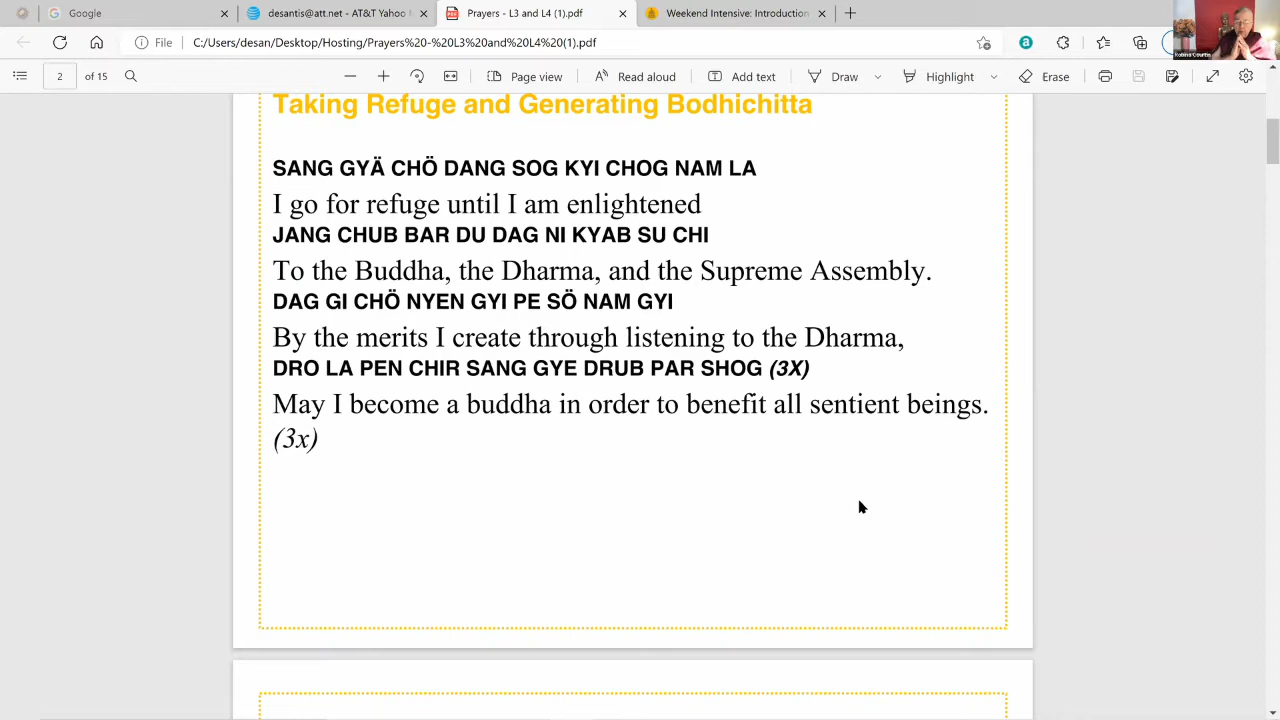 Google
desantis@att.net - AT&T Yahoo
Prayers - L3 and L4 (1).pdf
Weekend Intensive: Introduction
File
C:/Users/desan/Desktop/Hosting/Prayers%20-%20L3%20and%20L4%20(1).pdf
2 of 15
Page view
Read aloud
Add text
Draw
Highlight
Erase
Taking Refuge and Generating Bodhichitta
SANG GYÄ CHÖ DANG SOG KYI CHOG NAM LA
I go for refuge until I am enlightened
JANG CHUB BAR DU DAG NI KYAB SU CHI
To the Buddha, the Dharma, and the Supreme Assembly.
DAG GI CHÖ NYEN GYI PE SÖ NAM GYI
By the merits I create through listening to the Dharma,
DRO LA PEN CHIR SANG GYE DRUB PAR SHOG (3X)
May I become a buddha in order to benefit all sentient beings.
(3x)